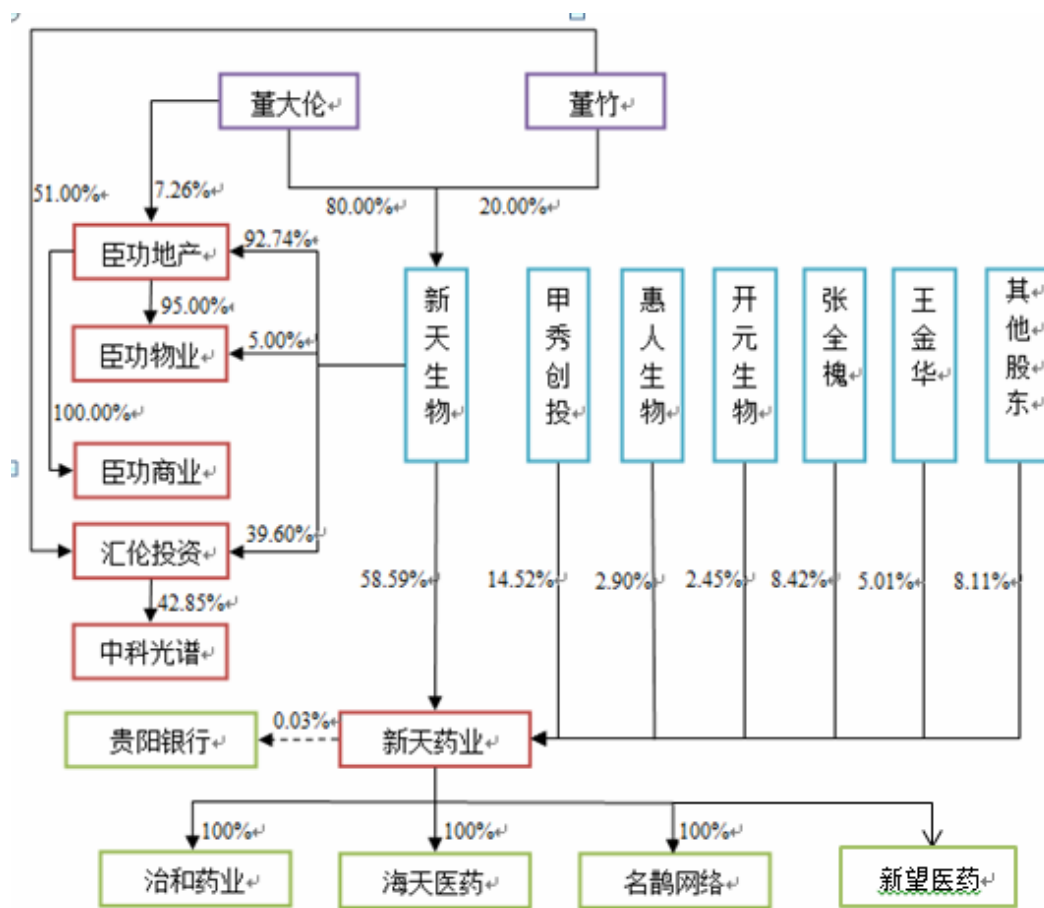 董大伦
董竹
51.00%
7.26%
80.00%
20.00%
臣功地产
92.74%
95.00%
臣功物业
5.00%
100.00%
臣功商业
汇伦投资
39.60%
42.85%
中科光谱
新天生物
甲秀创投
惠人生物
开元生物
张全槐
王金华
其他股东
58.59%
14.52%
2.90%
2.45%
8.42%
5.01%
8.11%
贵阳银行
0.03%
新天药业
100%
100%
100%
治和药业
海天医药
名鹊网络
新望医药